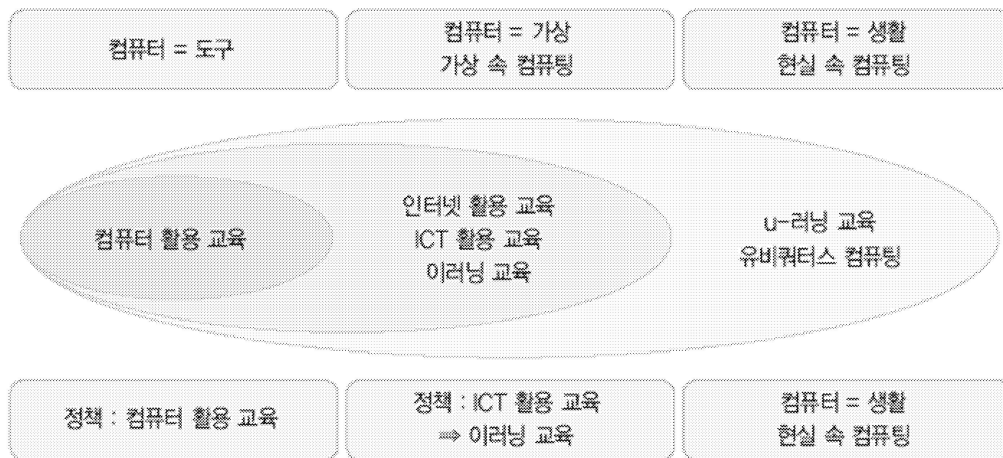 컴퓨터 = 도구
컴퓨터 = 가상
가상 속 컴퓨팅
컴퓨터 = 생활
현실 속 컴퓨팅
컴퓨터 활용 교육
인터넷 활용 교육
ICT 활용 교육
이러닝 교육
u-러닝 교육
유비쿼터스 컴퓨팅
정책 : 컴퓨터 활용 교육
정책 : ICT 활용 교육
⇒ 이러닝 교육
컴퓨터 = 생활
현실 속 컴퓨팅